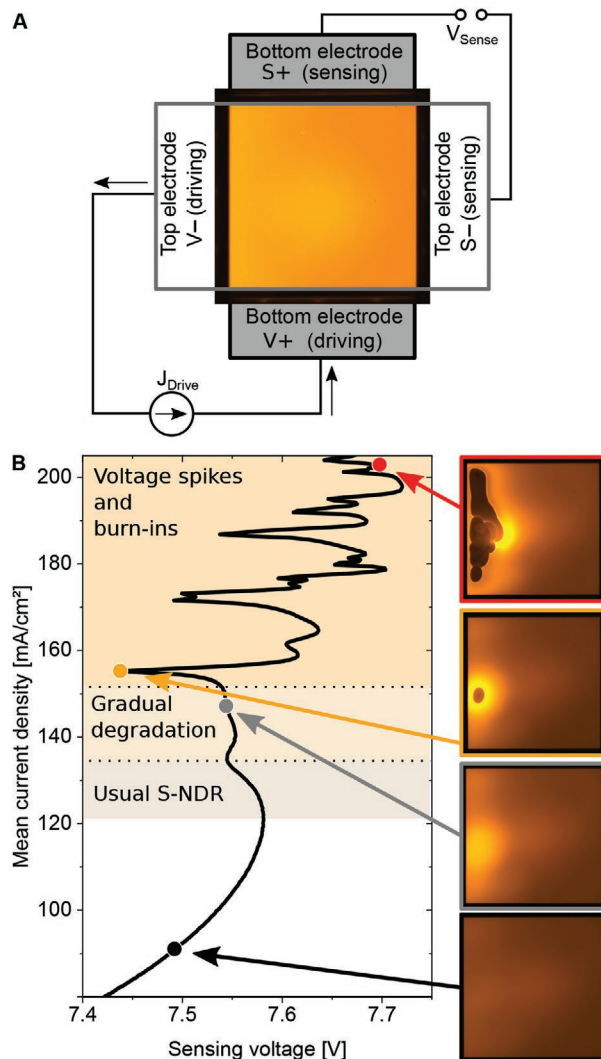 A
Bottom electrode
S+ (sensing)
V_Sense
Top electrode
V− (driving)
Top electrode
S− (sensing)
Bottom electrode
V+ (driving)
J_Drive
B
Mean current density [mA/cm²]
200
180
160
140
120
100
Voltage spikes
and
burn-ins
Gradual
degradation
Usual S-NDR
7.4
7.5
7.6
7.7
Sensing voltage [V]